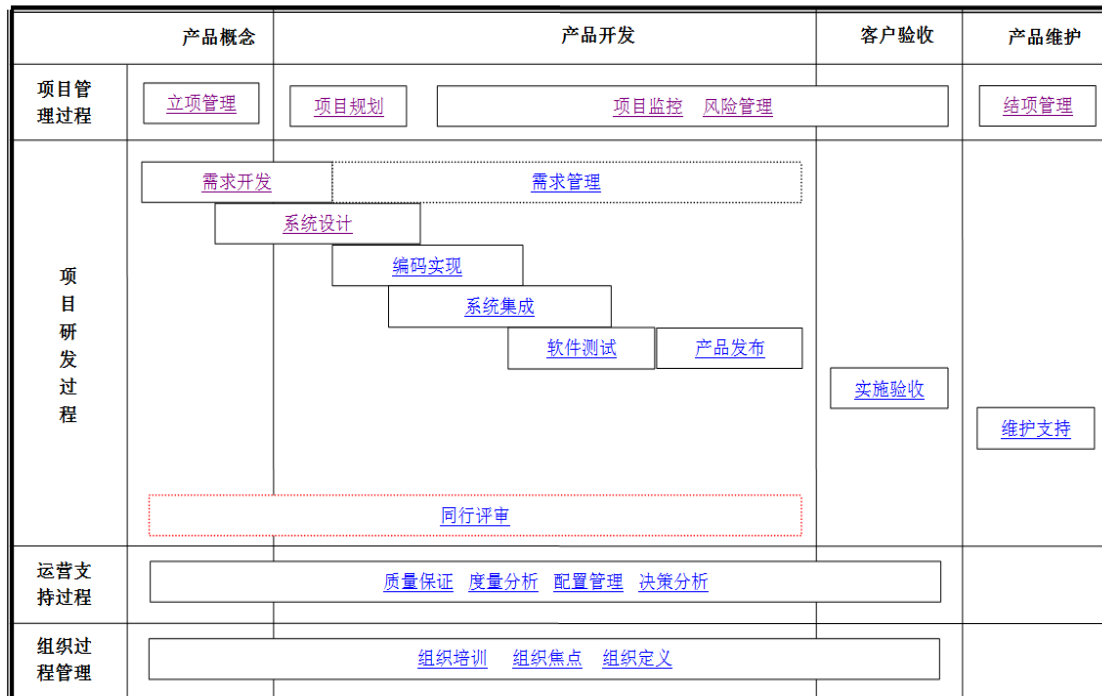 产品概念 产品开发 客户验收 产品维护
项目管
理过程
立项管理 项目规划 项目监控 风险管理 结项管理
需求开发 需求管理
系统设计
编码实现
系统集成
软件测试 产品发布
实施验收
维护支持
项
目
研
发
过
程
同行评审
运营支
持过程
质量保证 度量分析 配置管理 决策分析
组织过
程管理
组织培训 组织焦点 组织定义